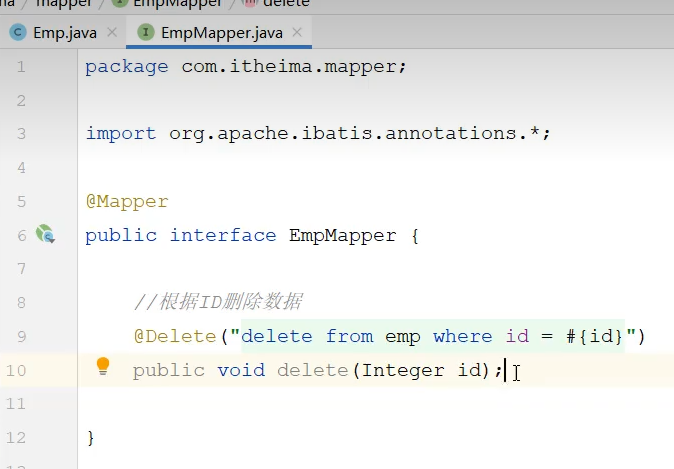 mapper EmpMapper delete
Emp.java EmpMapper.java
1 package com.itheima.mapper;
2
3 import org.apache.ibatis.annotations.*;
4
5 @Mapper
6 public interface EmpMapper {
7
8 //根据ID删除数据
9 @Delete("delete from emp where id = #{id}")
10 public void delete(Integer id);
11
12 }